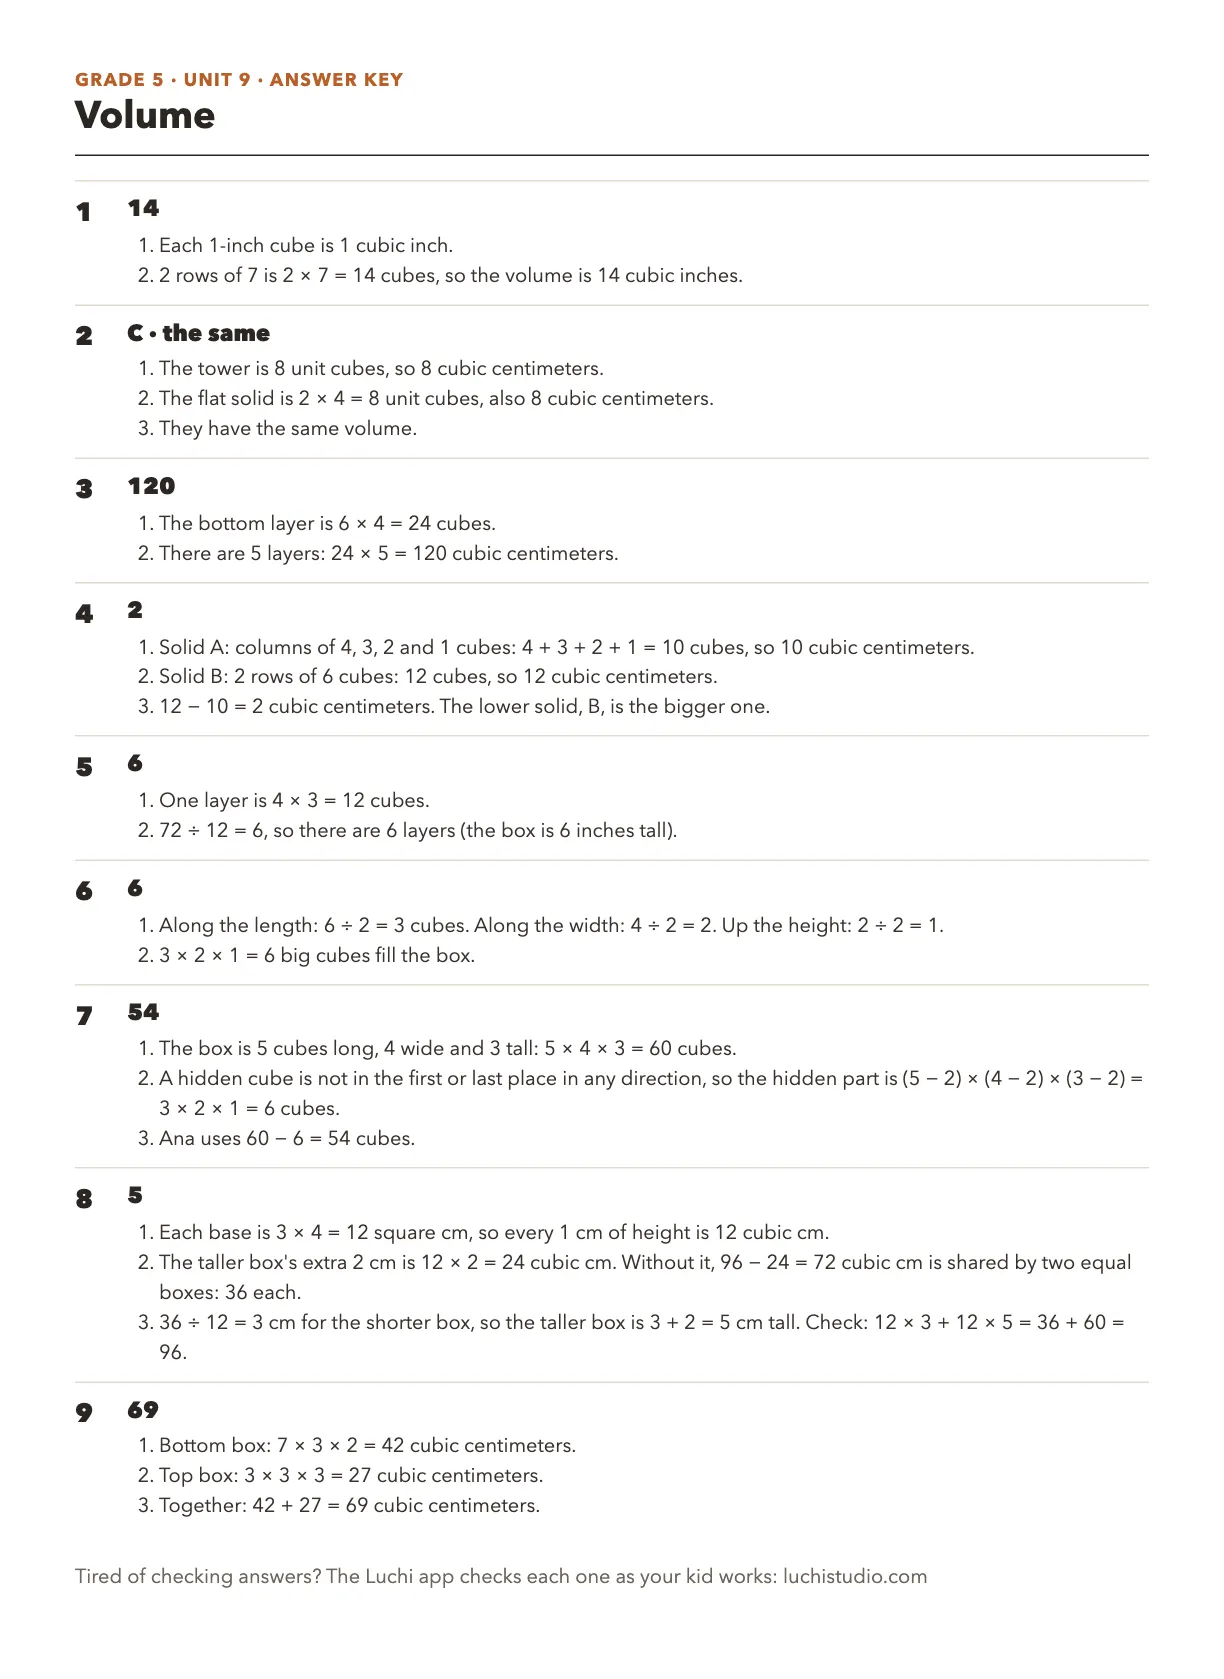 GRADE 5 · UNIT 9 · ANSWER KEY
Volume
1 14
1. Each 1-inch cube is 1 cubic inch.
2. 2 rows of 7 is 2 × 7 = 14 cubes, so the volume is 14 cubic inches.
2 C · the same
1. The tower is 8 unit cubes, so 8 cubic centimeters.
2. The flat solid is 2 × 4 = 8 unit cubes, also 8 cubic centimeters.
3. They have the same volume.
3 120
1. The bottom layer is 6 × 4 = 24 cubes.
2. There are 5 layers: 24 × 5 = 120 cubic centimeters.
4 2
1. Solid A: columns of 4, 3, 2 and 1 cubes: 4 + 3 + 2 + 1 = 10 cubes, so 10 cubic centimeters.
2. Solid B: 2 rows of 6 cubes: 12 cubes, so 12 cubic centimeters.
3. 12 − 10 = 2 cubic centimeters. The lower solid, B, is the bigger one.
5 6
1. One layer is 4 × 3 = 12 cubes.
2. 72 ÷ 12 = 6, so there are 6 layers (the box is 6 inches tall).
6 6
1. Along the length: 6 ÷ 2 = 3 cubes. Along the width: 4 ÷ 2 = 2. Up the height: 2 ÷ 2 = 1.
2. 3 × 2 × 1 = 6 big cubes fill the box.
7 54
1. The box is 5 cubes long, 4 wide and 3 tall: 5 × 4 × 3 = 60 cubes.
2. A hidden cube is not in the first or last place in any direction, so the hidden part is (5 − 2) × (4 − 2) × (3 − 2) =
3 × 2 × 1 = 6 cubes.
3. Ana uses 60 − 6 = 54 cubes.
8 5
1. Each base is 3 × 4 = 12 square cm, so every 1 cm of height is 12 cubic cm.
2. The taller box's extra 2 cm is 12 × 2 = 24 cubic cm. Without it, 96 − 24 = 72 cubic cm is shared by two equal
boxes: 36 each.
3. 36 ÷ 12 = 3 cm for the shorter box, so the taller box is 3 + 2 = 5 cm tall. Check: 12 × 3 + 12 × 5 = 36 + 60 =
96.
9 69
1. Bottom box: 7 × 3 × 2 = 42 cubic centimeters.
2. Top box: 3 × 3 × 3 = 27 cubic centimeters.
3. Together: 42 + 27 = 69 cubic centimeters.
Tired of checking answers? The Luchi app checks each one as your kid works: luchistudio.com